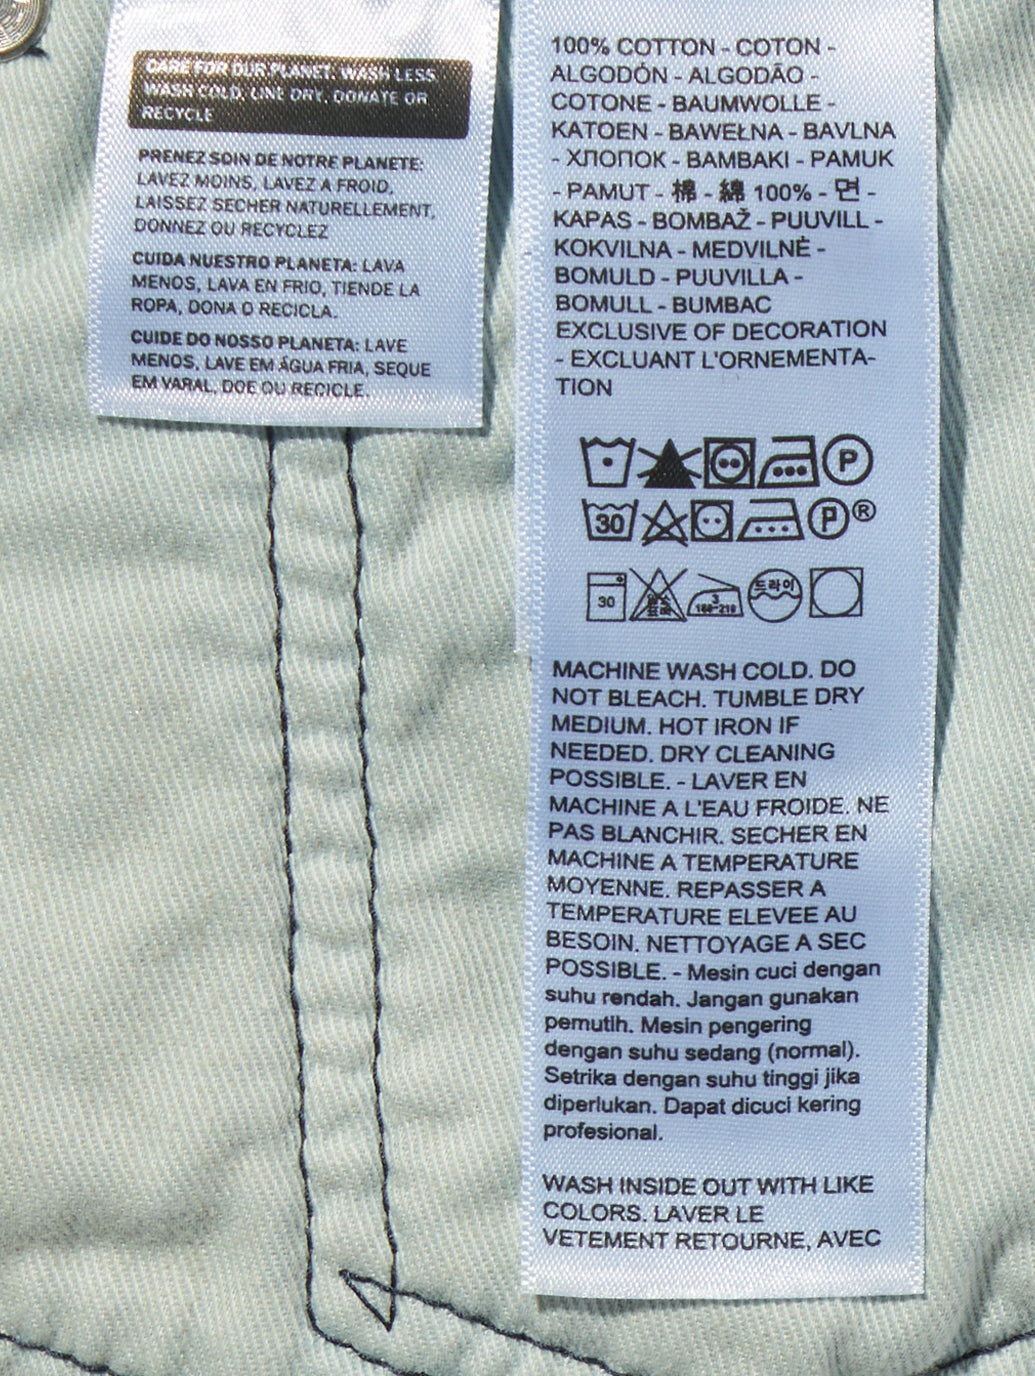 CARE FOR OUR PLANET: WASH LESS
WASH COLD, LINE DRY, DONATE OR
RECYCLE
PRENEZ SOIN DE NOTRE PLANETE:
LAVEZ MOINS, LAVEZ A FROID,
LAISSEZ SECHER NATURELLEMENT,
DONNEZ OU RECYCLEZ
CUIDA NUESTRO PLANETA: LAVA
MENOS, LAVA EN FRIO, TIENDE LA
ROPA, DONA O RECICLA.
CUIDE DO NOSSO PLANETA: LAVE
MENOS, LAVE EM ÁGUA FRIA, SEQUE
EM VARAL, DOE OU RECICLE.
100% COTTON - COTON -
ALGODÓN - ALGODÃO -
COTONE - BAUMWOLLE -
KATOEN - BAWEŁNA - BAVLNA
- ХЛОПОК - BAMBAKI - PAMUK
- PAMUT - 棉 - 綿 100% - 면 -
KAPAS - BOMBAŽ - PUUVILL -
KOKVILNA - MEDVILNĖ -
BOMULD - PUUVILLA -
BOMULL - BUMBAC
EXCLUSIVE OF DECORATION
- EXCLUANT L'ORNEMENTA-
TION
P
30 P ®
30 3 180-210 드라이
MACHINE WASH COLD. DO
NOT BLEACH. TUMBLE DRY
MEDIUM. HOT IRON IF
NEEDED. DRY CLEANING
POSSIBLE. - LAVER EN
MACHINE A L'EAU FROIDE. NE
PAS BLANCHIR. SECHER EN
MACHINE A TEMPERATURE
MOYENNE. REPASSER A
TEMPERATURE ELEVEE AU
BESOIN. NETTOYAGE A SEC
POSSIBLE. - Mesin cuci dengan
suhu rendah. Jangan gunakan
pemutih. Mesin pengering
dengan suhu sedang (normal).
Setrika dengan suhu tinggi jika
diperlukan. Dapat dicuci kering
profesional.
WASH INSIDE OUT WITH LIKE
COLORS. LAVER LE
VETEMENT RETOURNE, AVEC